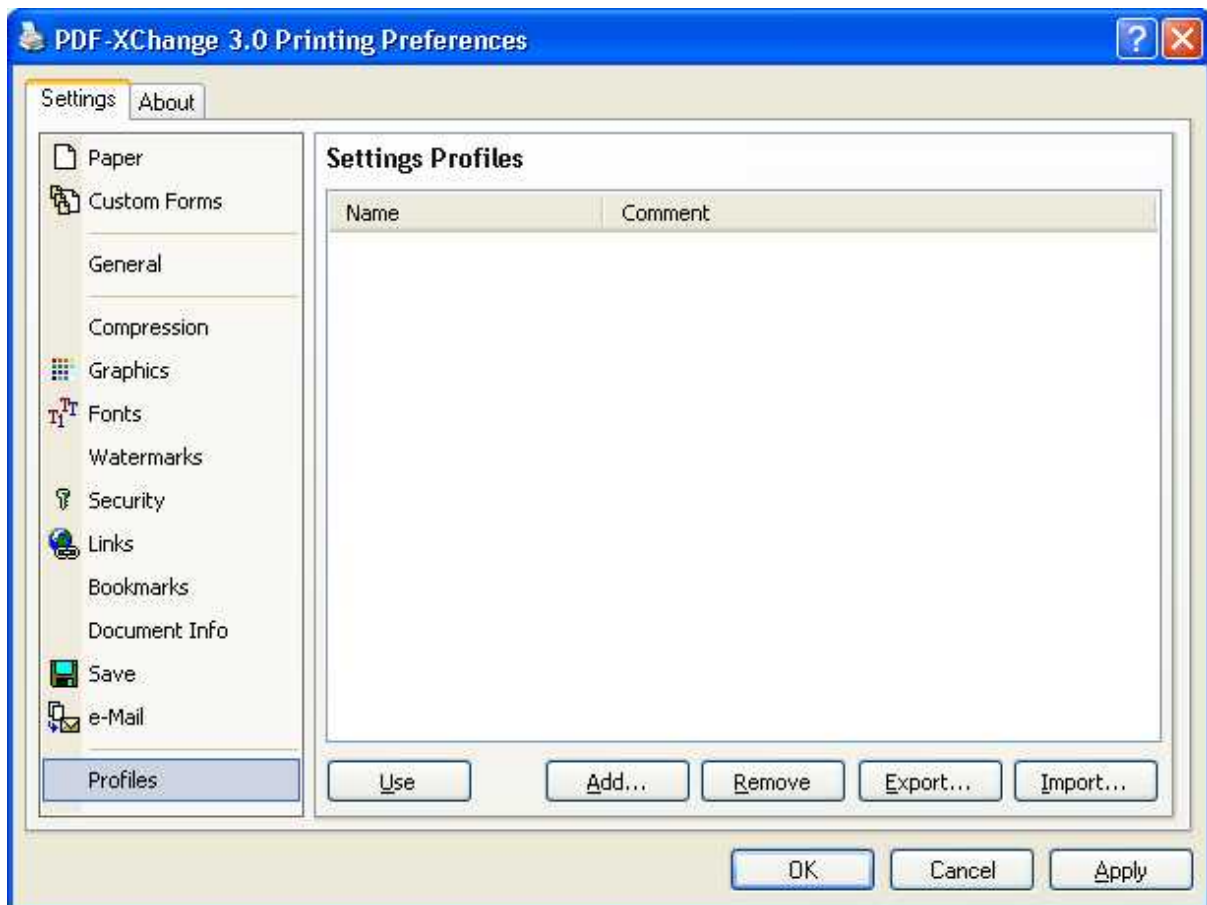 PDF-XChange 3.0 Printing Preferences
Settings
About
Paper
Custom Forms
General
Compression
Graphics
Fonts
Watermarks
Security
Links
Bookmarks
Document Info
Save
e-Mail
Profiles
Settings Profiles
Name Comment
Use Add... Remove Export... Import...
OK Cancel Apply